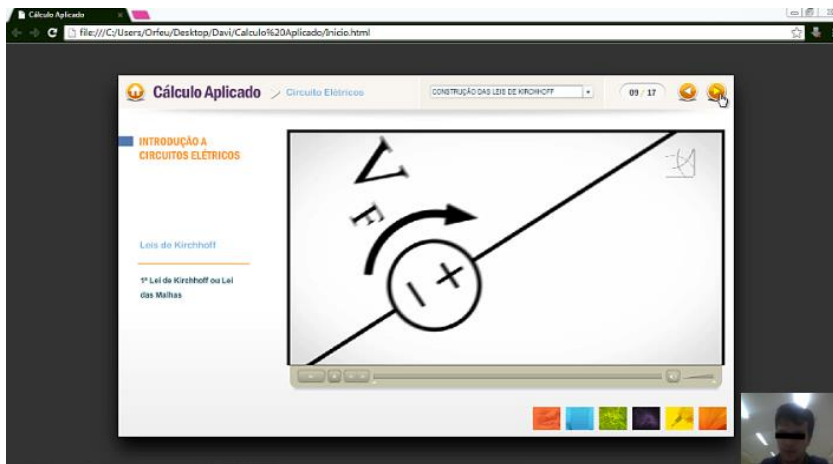 Cálculo Aplicado
file:///C:/Users/Orfeu/Desktop/Davi/Calculo%20Aplicado/Inicio.html
Cálculo Aplicado
Circuito Elétricos
CONSTRUÇÃO DAS LEIS DE KIRCHHOFF
09 / 17
INTRODUÇÃO A
CIRCUITOS ELÉTRICOS
Leis de Kirchhoff
1ª Lei de Kirchhoff ou Lei
das Malhas
V F
- +